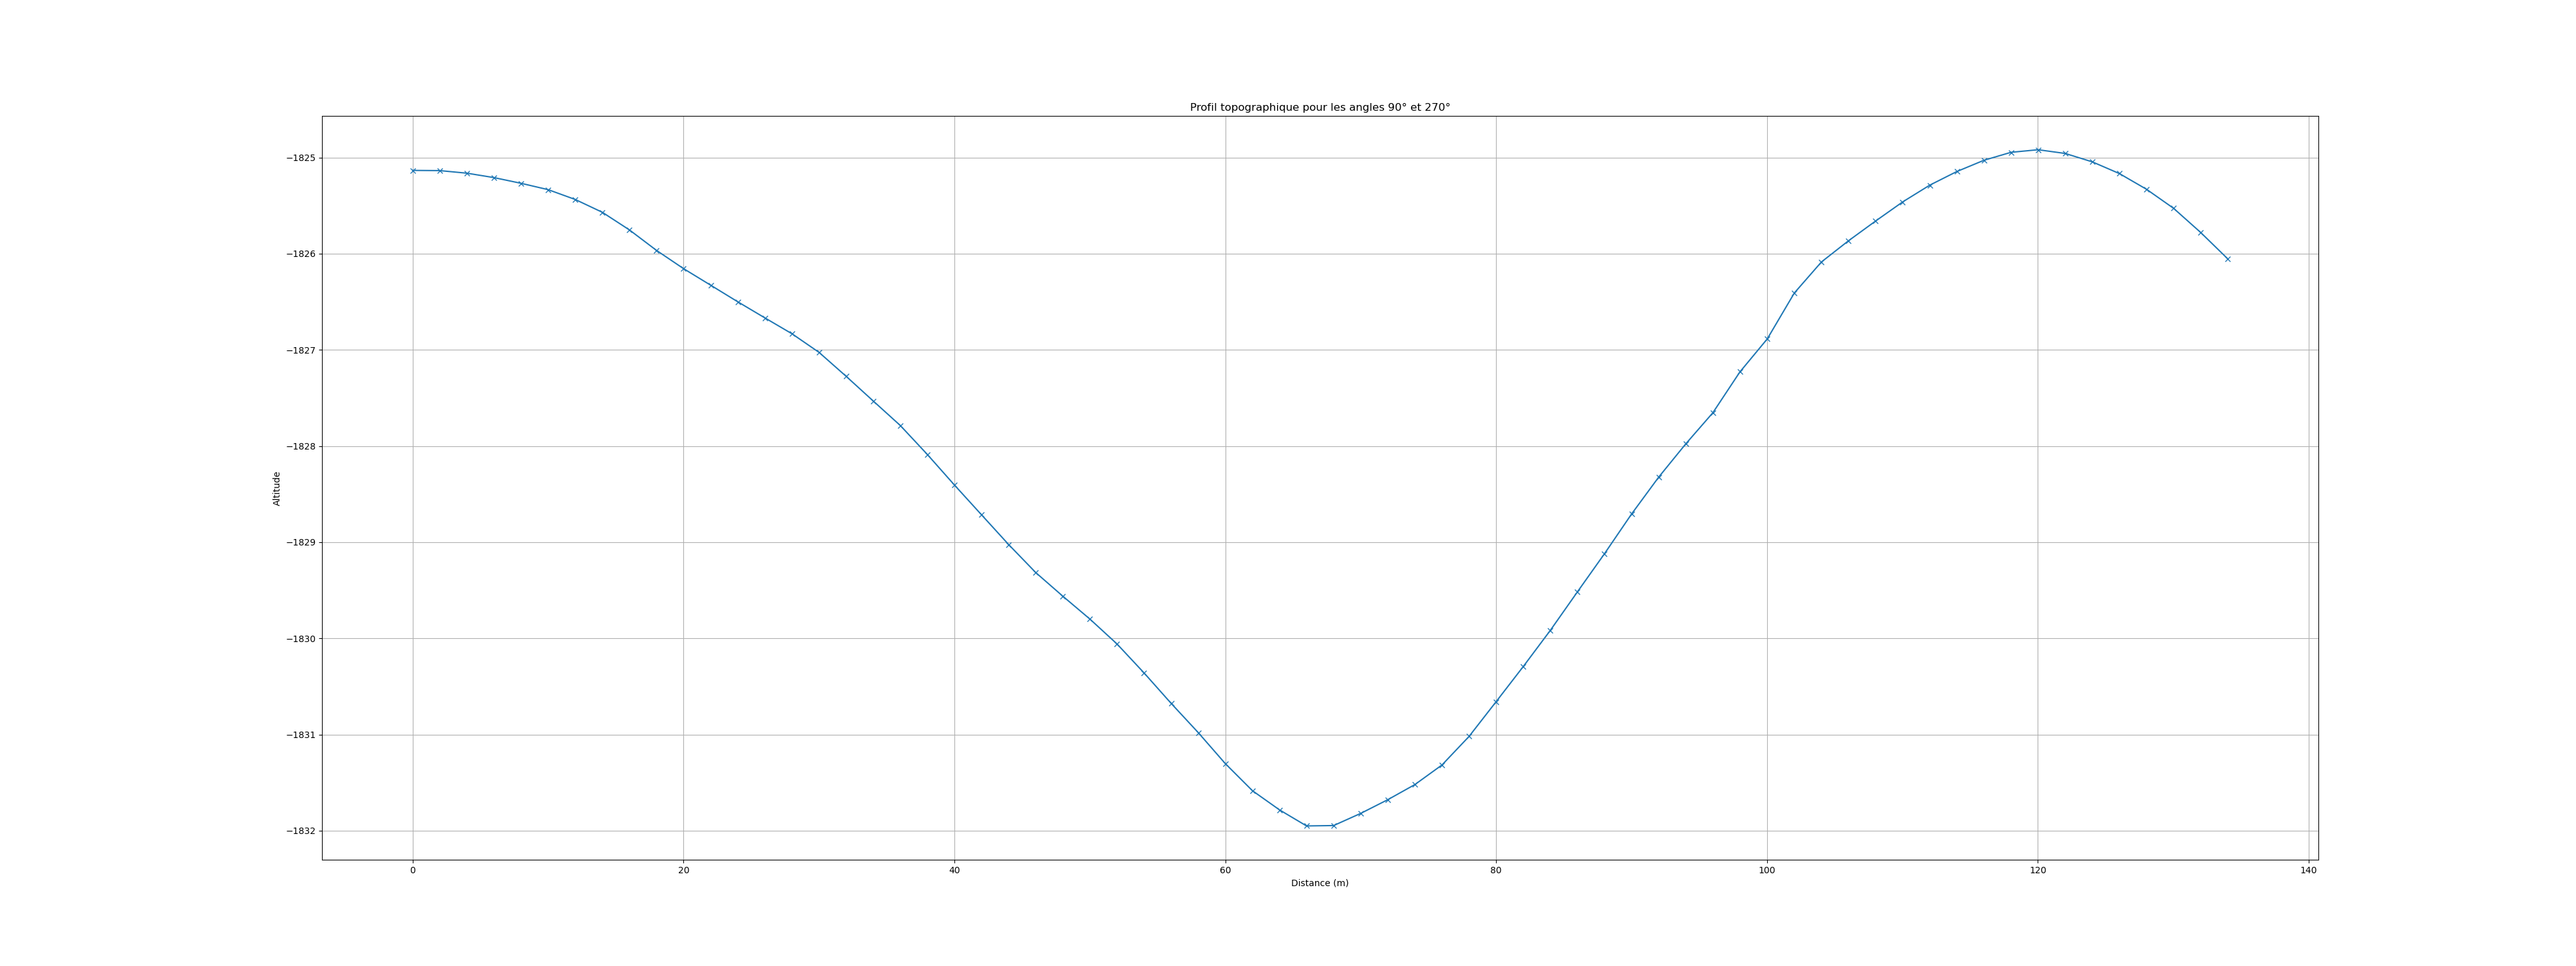 Profil topographique pour les angles 90° et 270°
Altitude
−1825
−1826
−1827
−1828
−1829
−1830
−1831
−1832
0 20 40 60 80 100 120 140
Distance (m)